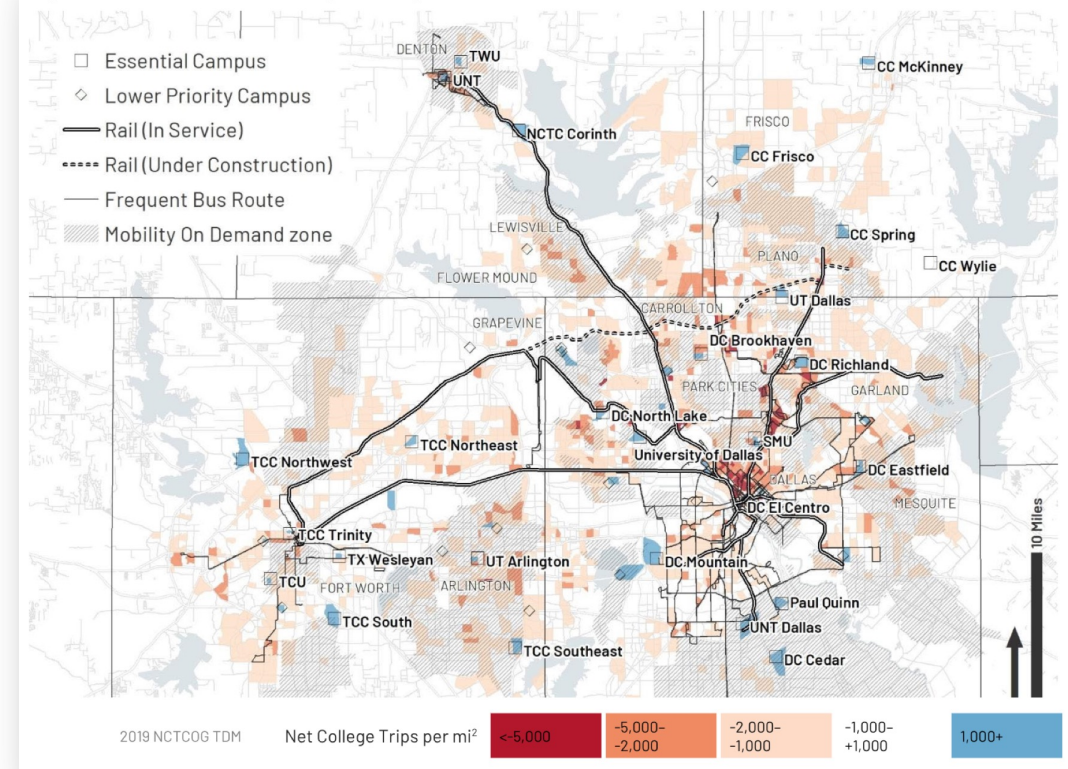 Essential Campus
Lower Priority Campus
Rail (In Service)
Rail (Under Construction)
Frequent Bus Route
Mobility On Demand zone
DENTON
TWU
UNT
CC McKinney
NCTC Corinth
FRISCO
CC Frisco
LEWISVILLE
CC Spring
PLANO
CC Wylie
FLOWER MOUND
UT Dallas
CARROLLTON
GRAPEVINE
DC Brookhaven
DC Richland
PARK CITIES
GARLAND
DC North Lake
TCC Northeast
SMU
University of Dallas
TCC Northwest
DC Eastfield
DALLAS
MESQUITE
DC El Centro
TCC Trinity
TX Wesleyan
UT Arlington
DC Mountain
TCU
FORT WORTH
ARLINGTON
Paul Quinn
TCC South
UNT Dallas
TCC Southeast
DC Cedar
10 Miles
2019 NCTCOG TDM
Net College Trips per mi²
<-5,000
-5,000–
-2,000
-2,000–
-1,000
-1,000–
+1,000
1,000+